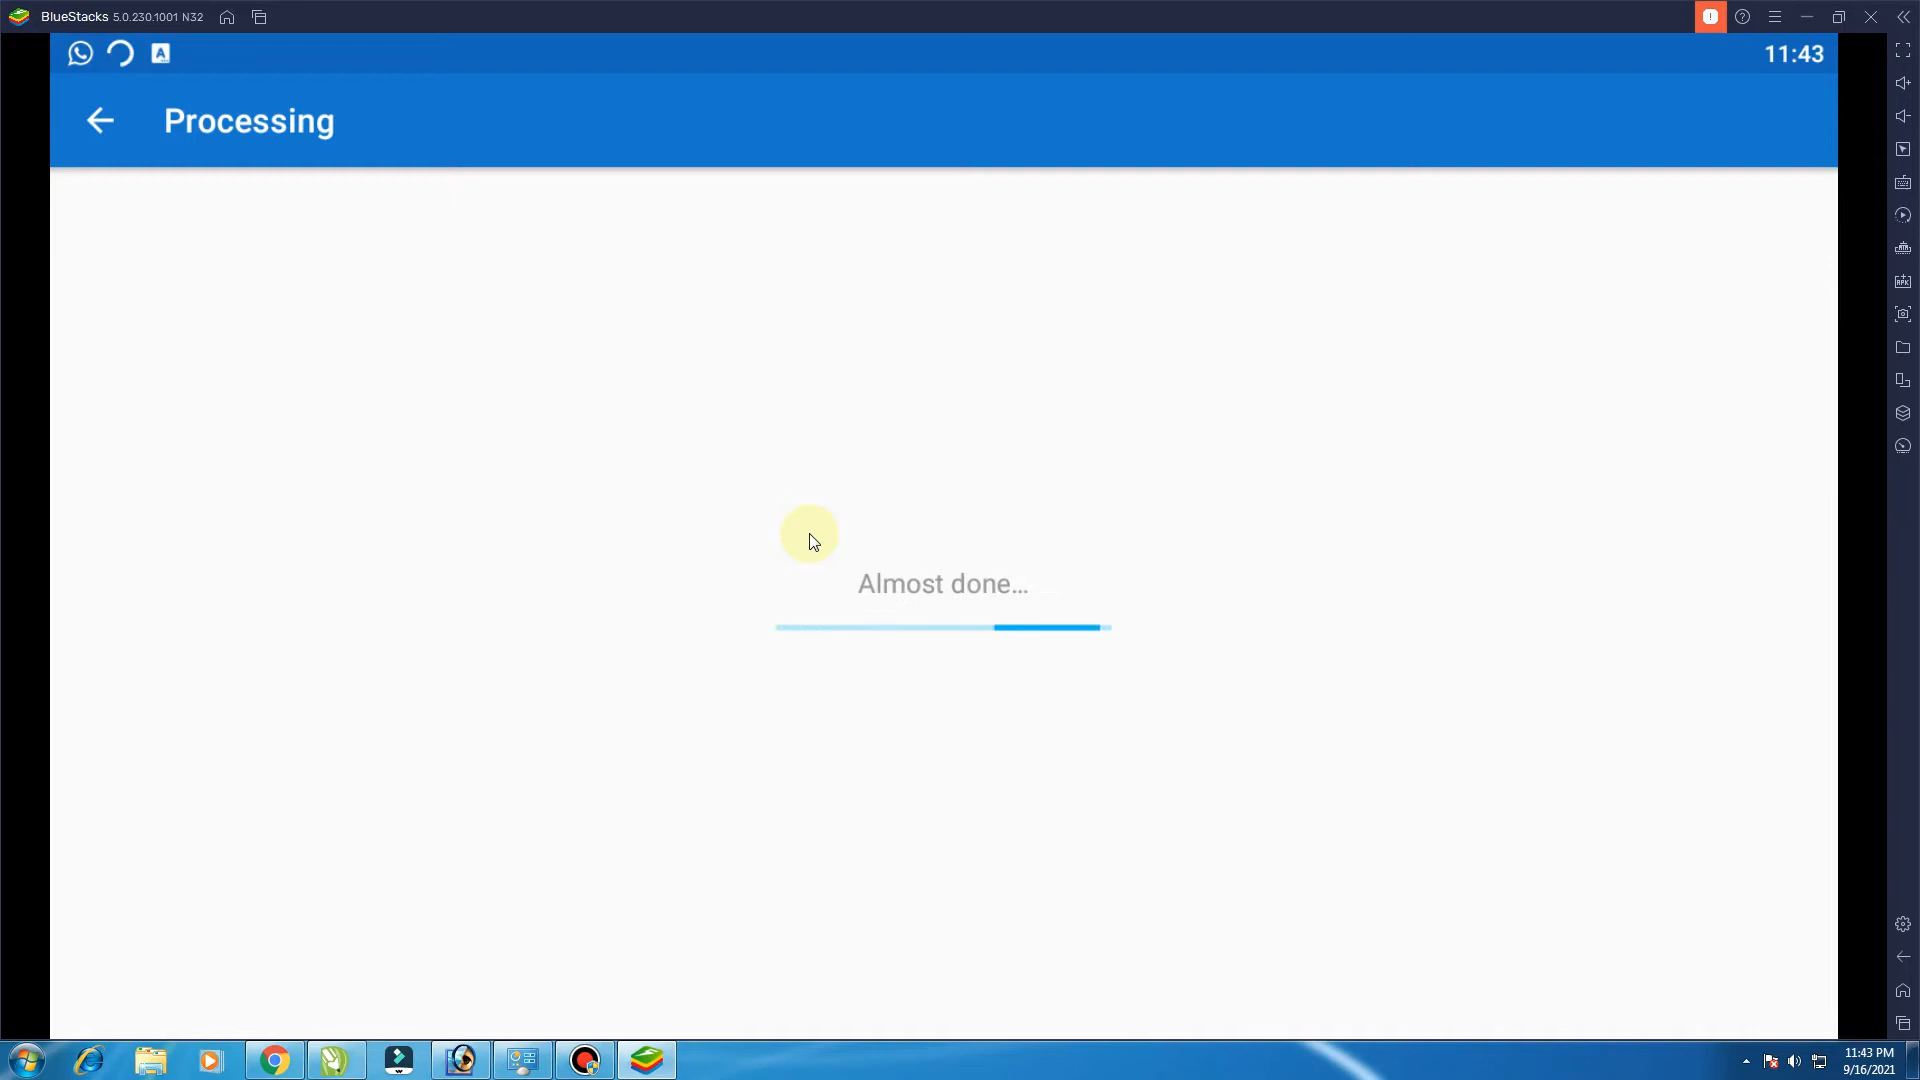 BlueStacks 5.0.230.1001 N32
11:43
Processing
Almost done...
11:43 PM
9/16/2021